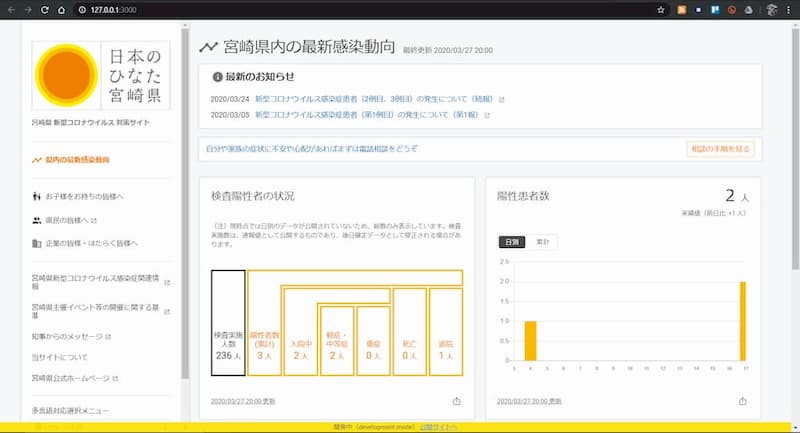 127.0.0.1:3000
日本の
ひなた
宮崎県
宮崎県 新型コロナウイルス 対策サイト
県内の最新感染動向
お子様をお持ちの皆様へ
県民の皆様へ
企業の皆様・はたらく皆様へ
宮崎県新型コロナウイルス感染症関連情
報
宮崎県主催イベント等の開催に関する基
準
知事からのメッセージ
当サイトについて
宮崎県公式ホームページ
多言語対応選択メニュー
宮崎県内の最新感染動向 最終更新 2020/03/27 20:00
最新のお知らせ
2020/03/24 新型コロナウイルス感染症患者（2例目、3例目）の発生について（続報）
2020/03/05 新型コロナウイルス感染症患者（第1例目）の発生について（第1報）
自分や家族の症状に不安や心配があればまずは電話相談をどうぞ
相談の手順を見る
検査陽性者の状況
（注）現時点では日別のデータが公開されていないため、総数のみ表示しています。検査
実施数は、速報値として公開するものであり、後日確定データとして修正される場合があ
ります。
検査実施
人数
236 人
陽性者数
(累計)
3 人
入院中
2 人
軽症・
中等症
2 人
重症
0 人
死亡
0 人
退院
1 人
2020/03/27 20:00 更新
陽性患者数
2 人
実績値（前日比: +1 人）
日別 累計
2.5
2.0
1.5
1.0
0.5
0
3 4 5 6 7 8 9 10 11 12 13 14 15 16 17
2020/03/27 20:00 更新
開発中（development mode） 公開サイトへ